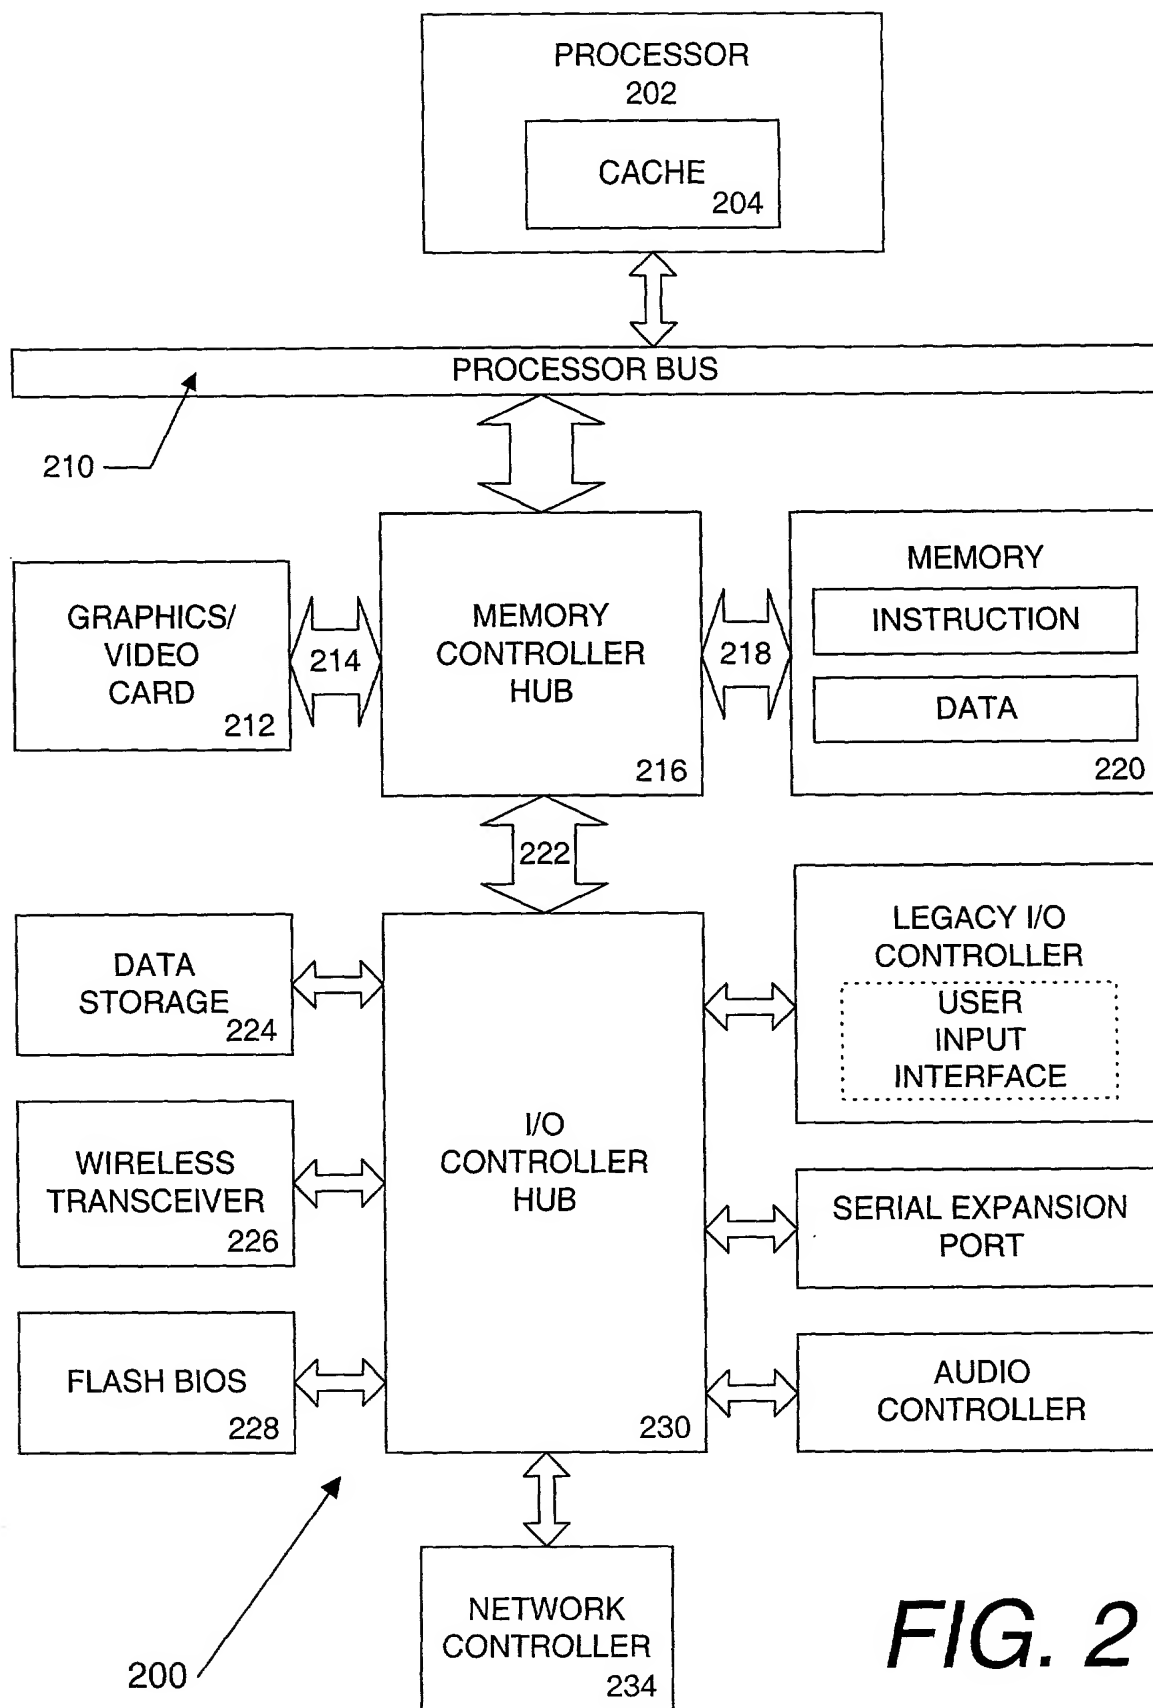 PROCESSOR
202
CACHE
204
PROCESSOR BUS
210
GRAPHICS/
VIDEO
CARD
212
214
MEMORY
CONTROLLER
HUB
216
218
MEMORY
INSTRUCTION
DATA
220
222
DATA
STORAGE
224
WIRELESS
TRANSCEIVER
226
FLASH BIOS
228
I/O
CONTROLLER
HUB
230
LEGACY I/O
CONTROLLER
USER
INPUT
INTERFACE
SERIAL EXPANSION
PORT
AUDIO
CONTROLLER
NETWORK
CONTROLLER
234
200
FIG. 2